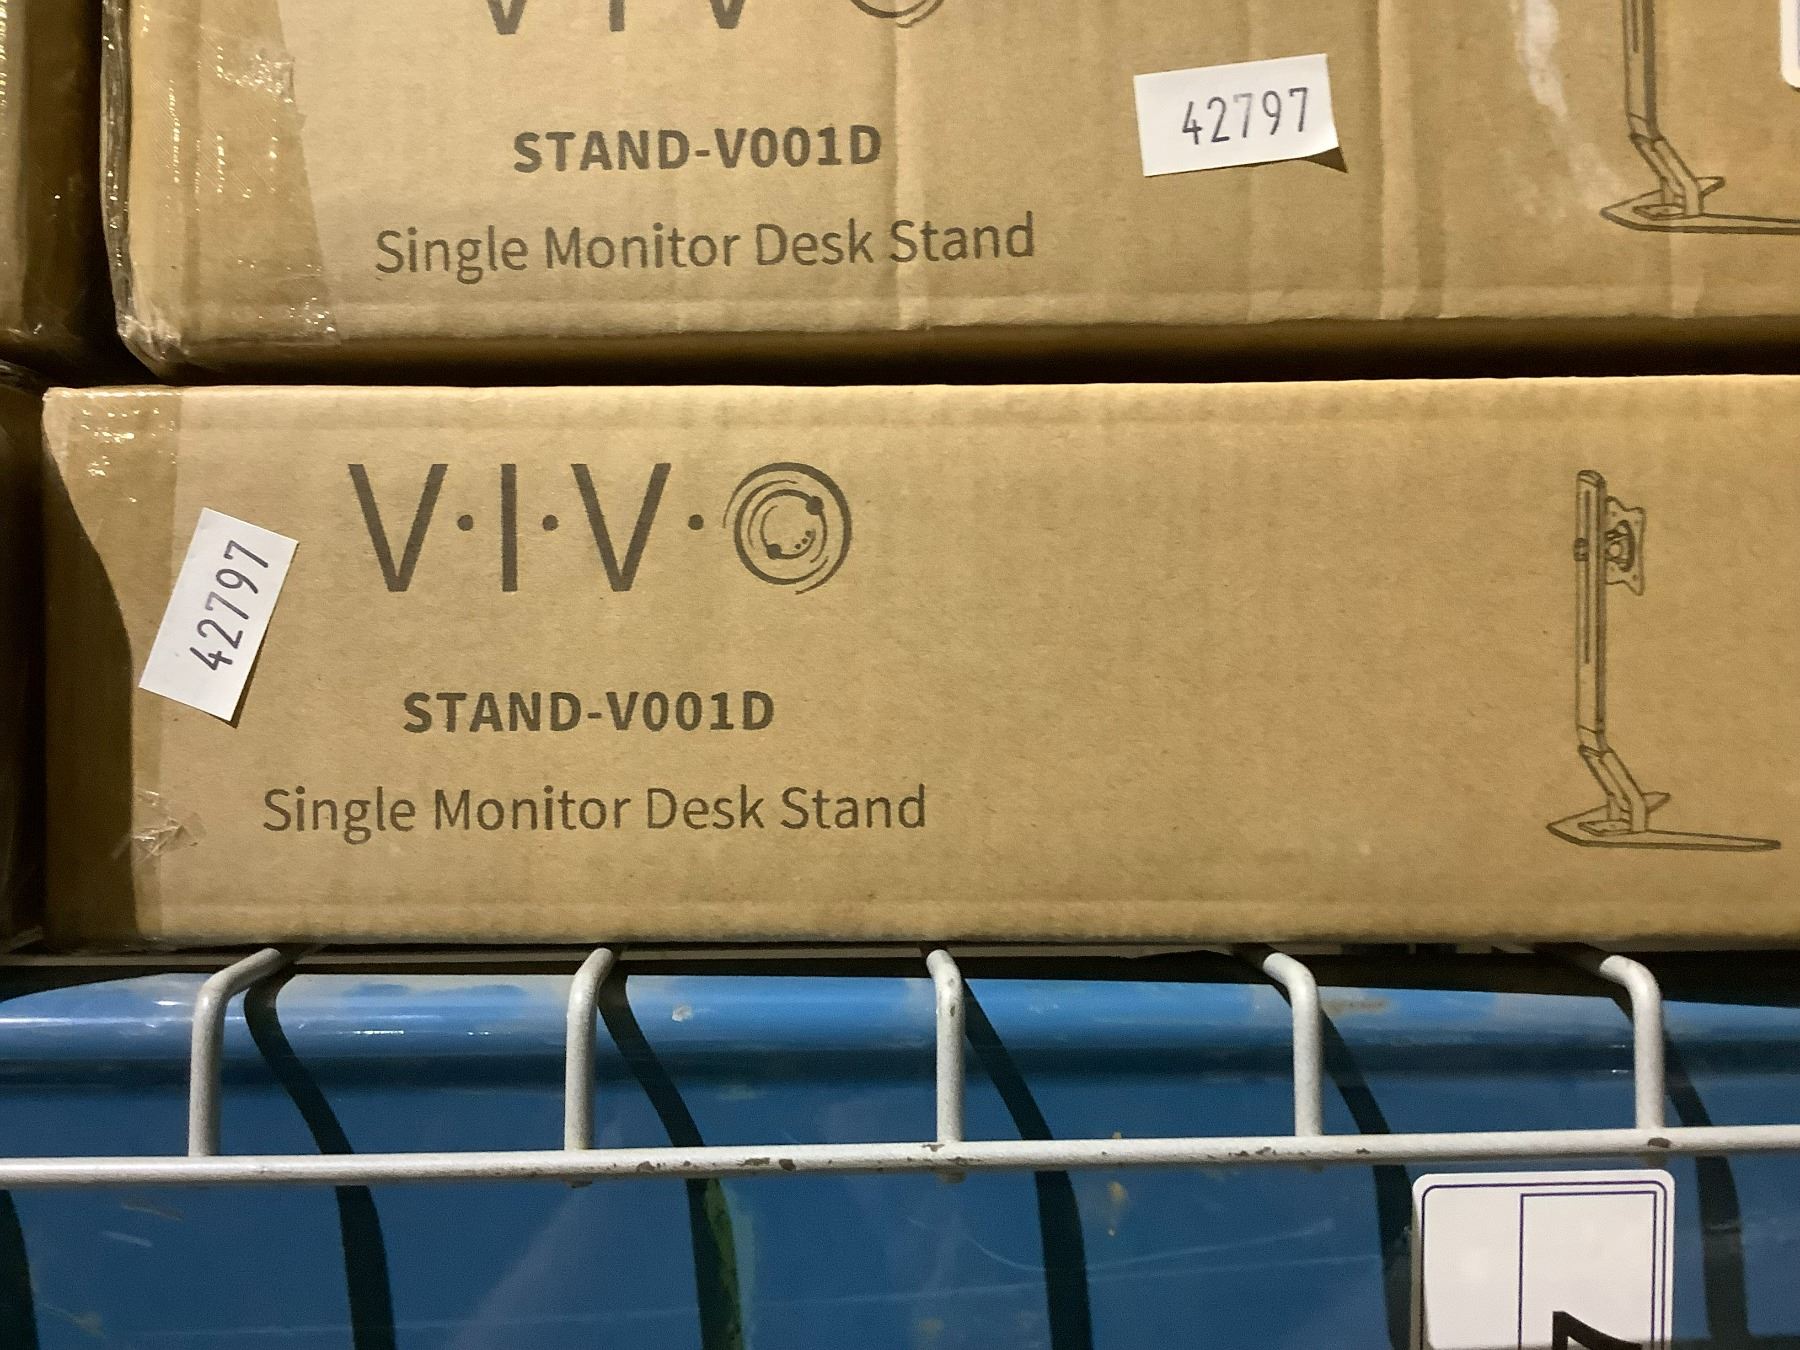 V I V O
42797
STAND-V001D
Single Monitor Desk Stand
V·I·V·O
42797
STAND-V001D
Single Monitor Desk Stand